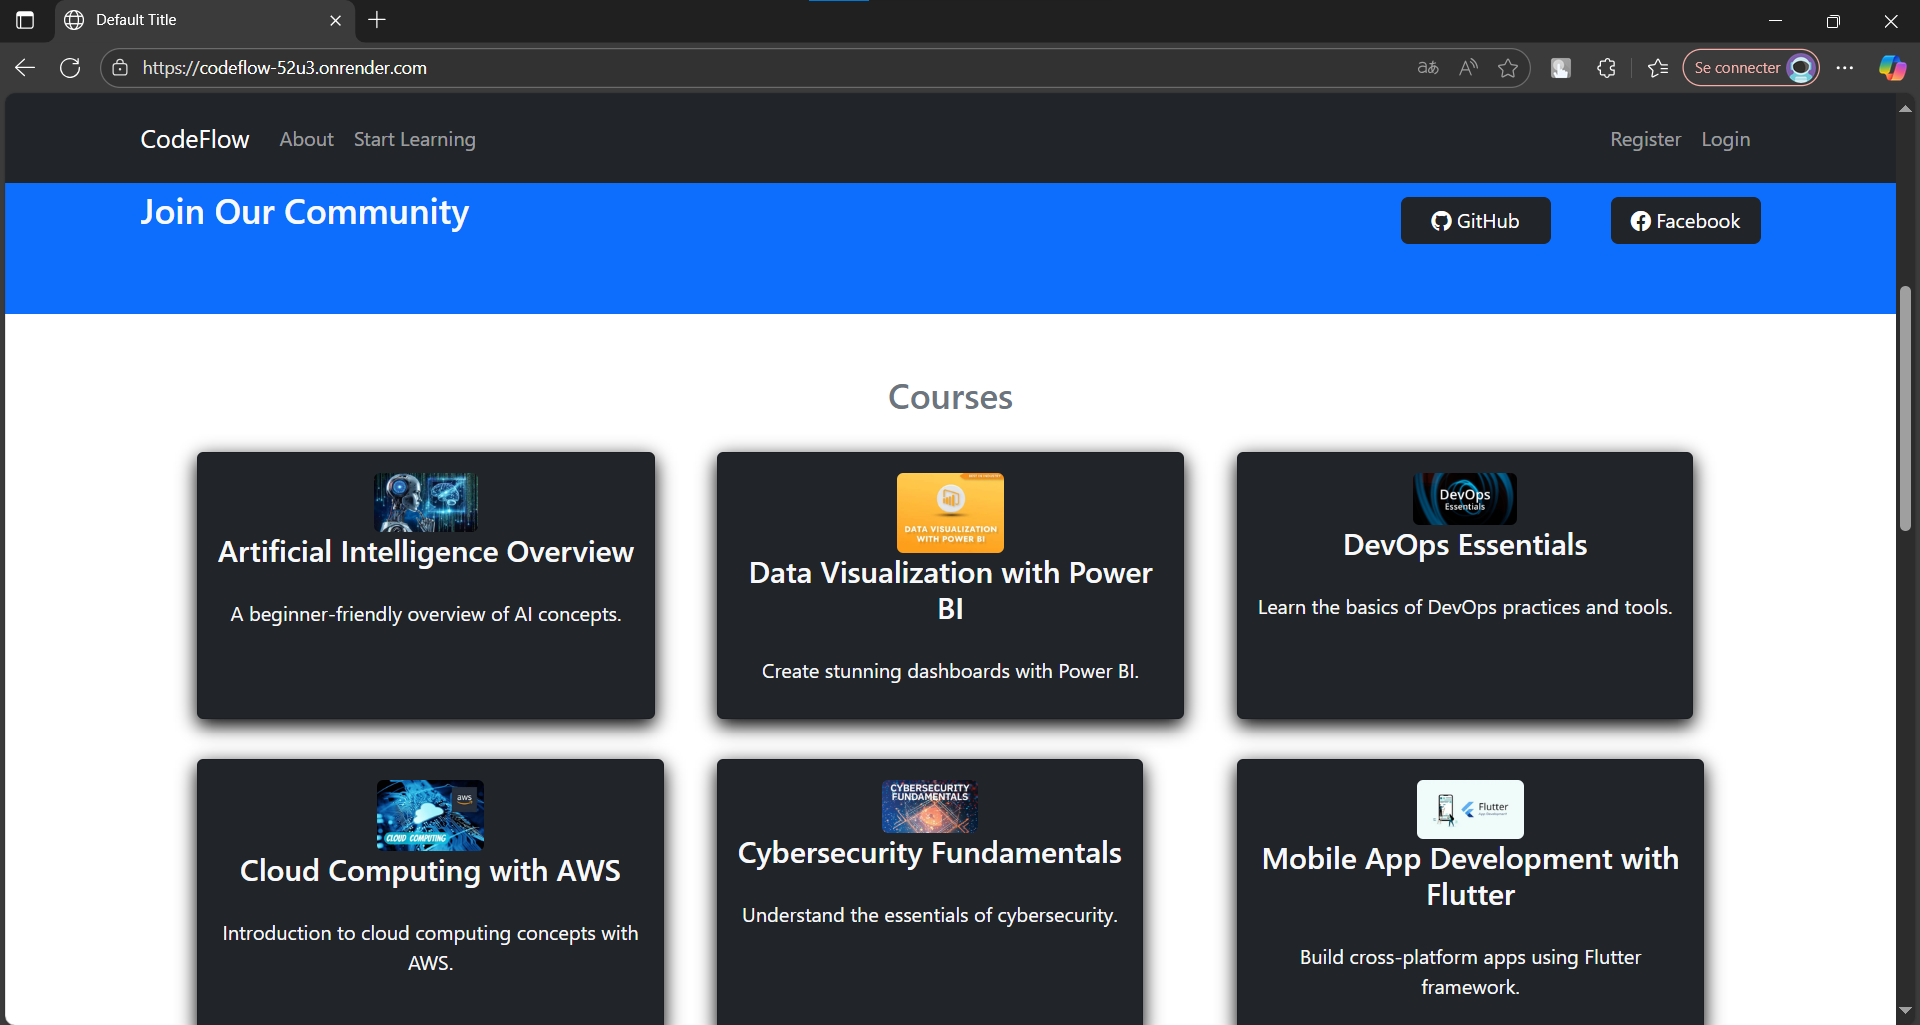 Default Title
https://codeflow-52u3.onrender.com
Se connecter
CodeFlow About Start Learning Register Login
Join Our Community
GitHub
Facebook
Courses
Artificial Intelligence Overview
A beginner-friendly overview of AI concepts.
DATA VISUALIZATION
WITH POWER BI
Data Visualization with Power
BI
Create stunning dashboards with Power BI.
DevOps
Essentials
DevOps Essentials
Learn the basics of DevOps practices and tools.
aws
CLOUD COMPUTING
Cloud Computing with AWS
Introduction to cloud computing concepts with
AWS.
CYBERSECURITY
FUNDAMENTALS
Cybersecurity Fundamentals
Understand the essentials of cybersecurity.
Flutter
Mobile App Development with
Flutter
Build cross-platform apps using Flutter
framework.